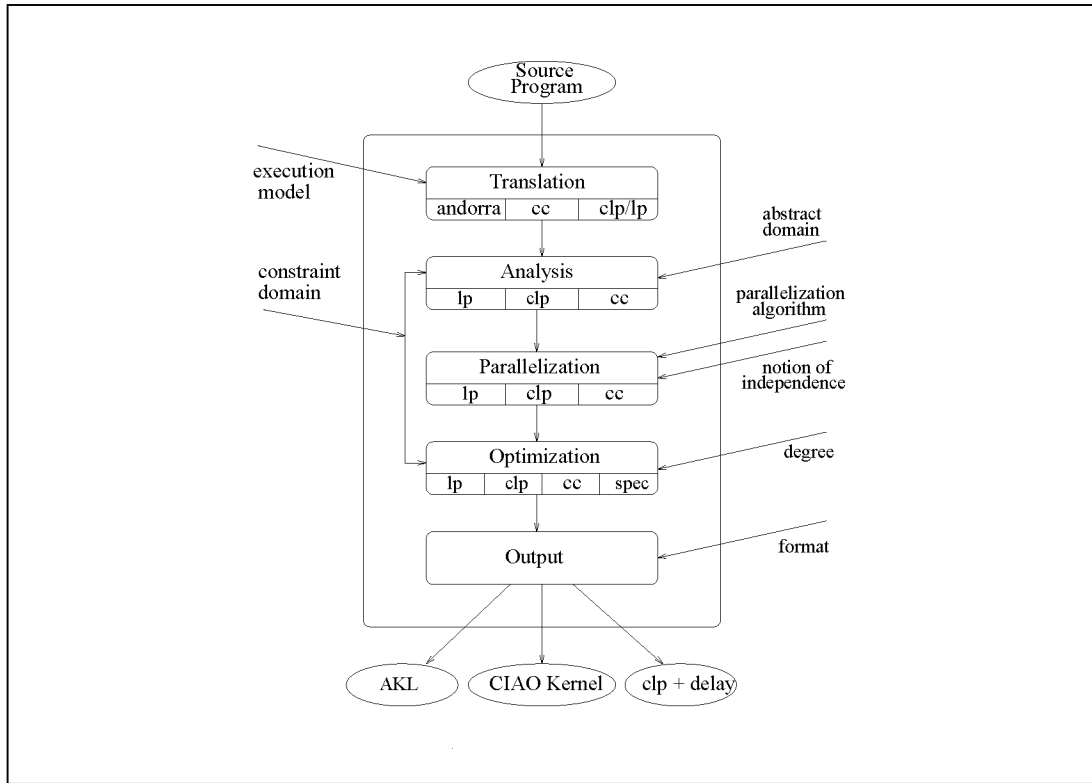 Source
Program
execution
model
Translation
andorra cc clp/lp
abstract
domain
constraint
domain
Analysis
lp clp cc
parallelization
algorithm
Parallelization
lp clp cc
notion of
independence
Optimization
lp clp cc spec
degree
Output
format
AKL CIAO Kernel clp + delay